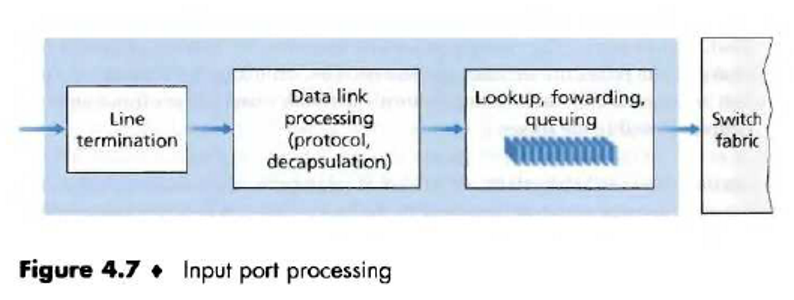 Line
termination
Data link
processing
(protocol,
decapsulation)
Lookup, fowarding,
queuing
Switch
fabric
Figure 4.7 ♦ Input port processing